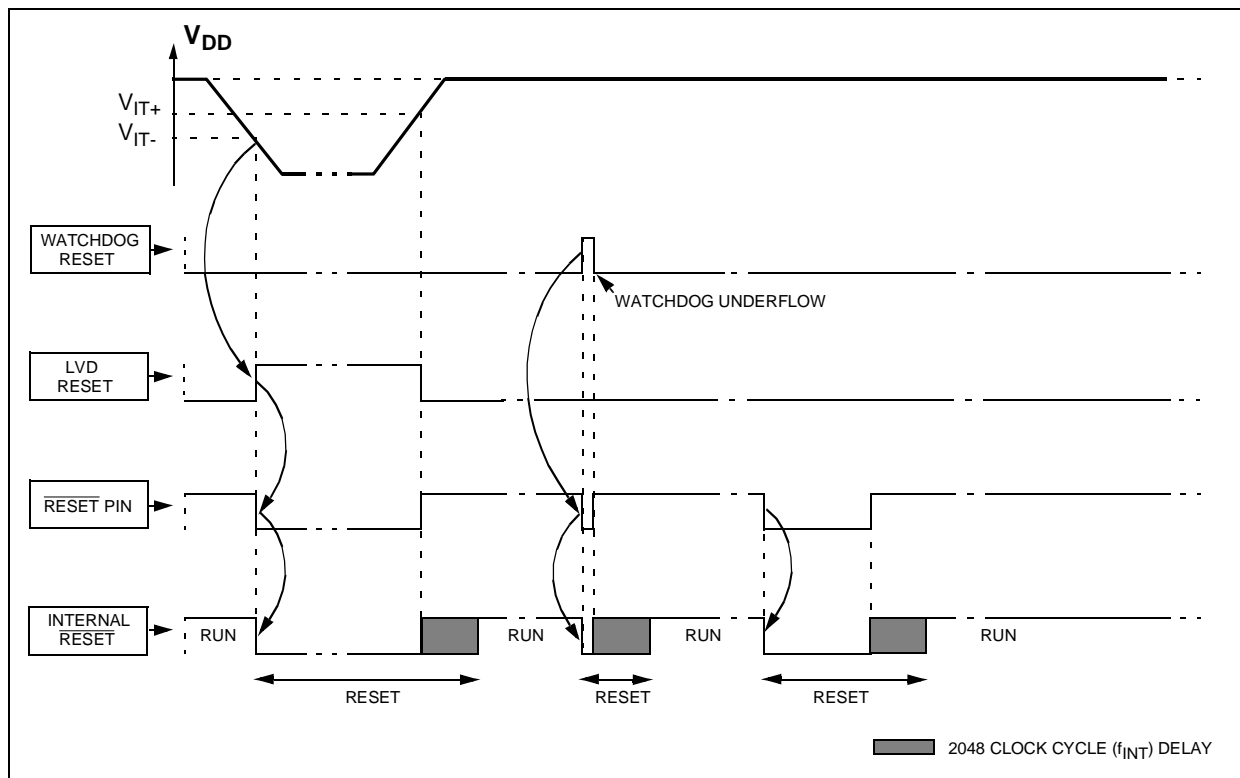 VDD
VIT+
VIT-
WATCHDOG
RESET
WATCHDOG UNDERFLOW
LVD
RESET
RESET PIN
INTERNAL
RESET
RUN
RUN
RUN
RUN
RESET
RESET
RESET
2048 CLOCK CYCLE (fINT) DELAY